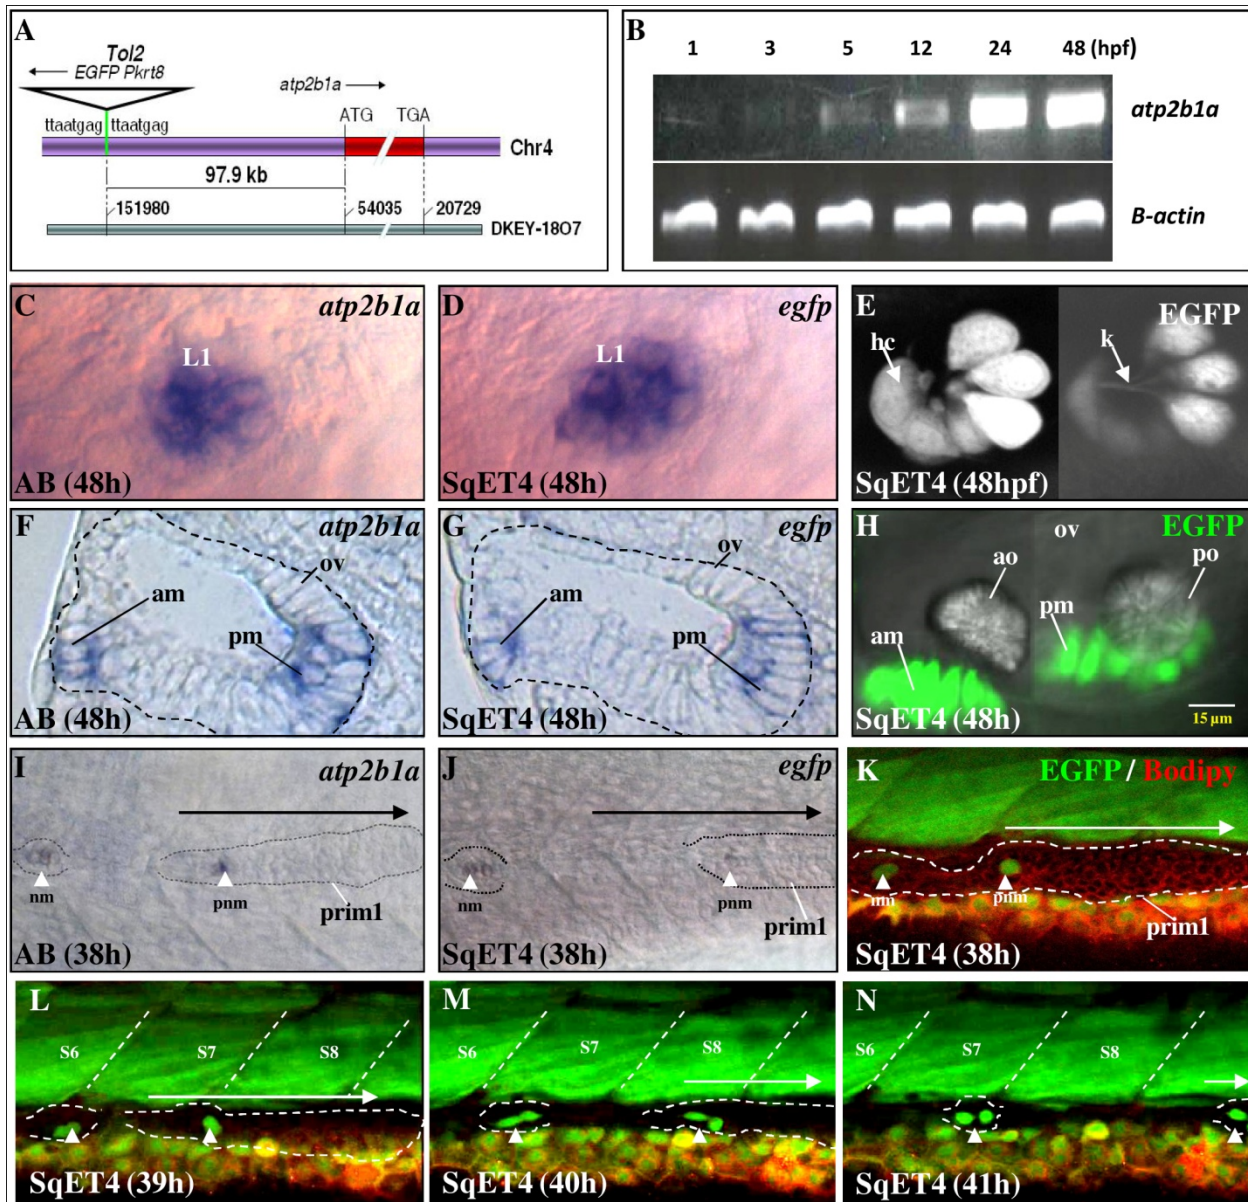 A
Tol2
EGFP Pkrt8
atp2b1a
ttaatgag ttaatgag
ATG TGA
Chr4
97.9 kb
151980 54035 20729
DKEY-18O7
B
1 3 5 12 24 48 (hpf)
atp2b1a
B-actin
C atp2b1a
L1
AB (48h)
D egfp
L1
SqET4 (48h)
E EGFP
hc k
SqET4 (48hpf)
F atp2b1a
ov
am
pm
AB (48h)
G egfp
ov
am
pm
SqET4 (48h)
H EGFP
ov
ao po
pm
am
SqET4 (48h)
15 µm
I atp2b1a
nm pnm
prim1
AB (38h)
J egfp
nm pnm
prim1
SqET4 (38h)
K EGFP / Bodipy
nm pnm
prim1
SqET4 (38h)
L
S6 S7 S8
SqET4 (39h)
M
S6 S7 S8
SqET4 (40h)
N
S6 S7 S8
SqET4 (41h)